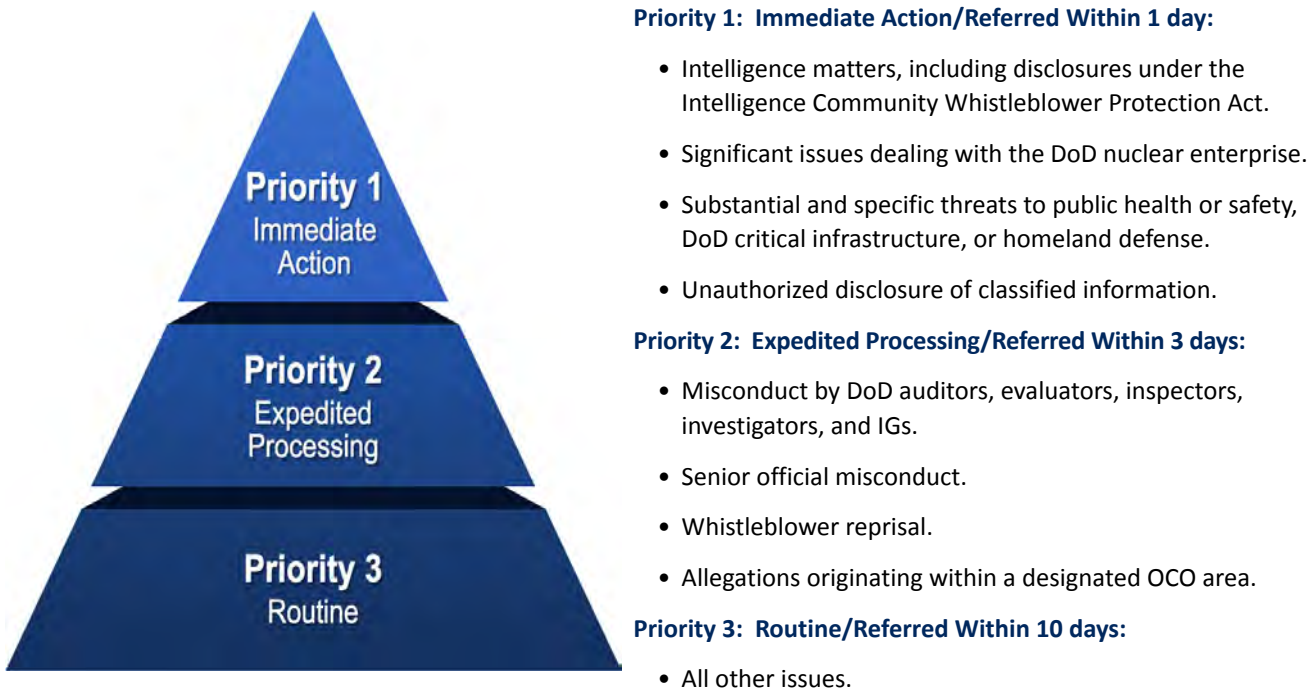 Priority 1
Immediate
Action
Priority 2
Expedited
Processing
Priority 3
Routine
Priority 1:  Immediate Action/Referred Within 1 day:
• Intelligence matters, including disclosures under the
Intelligence Community Whistleblower Protection Act.
• Significant issues dealing with the DoD nuclear enterprise.
• Substantial and specific threats to public health or safety,
DoD critical infrastructure, or homeland defense.
• Unauthorized disclosure of classified information.
Priority 2:  Expedited Processing/Referred Within 3 days:
• Misconduct by DoD auditors, evaluators, inspectors,
investigators, and IGs.
• Senior official misconduct.
• Whistleblower reprisal.
• Allegations originating within a designated OCO area.
Priority 3:  Routine/Referred Within 10 days:
• All other issues.